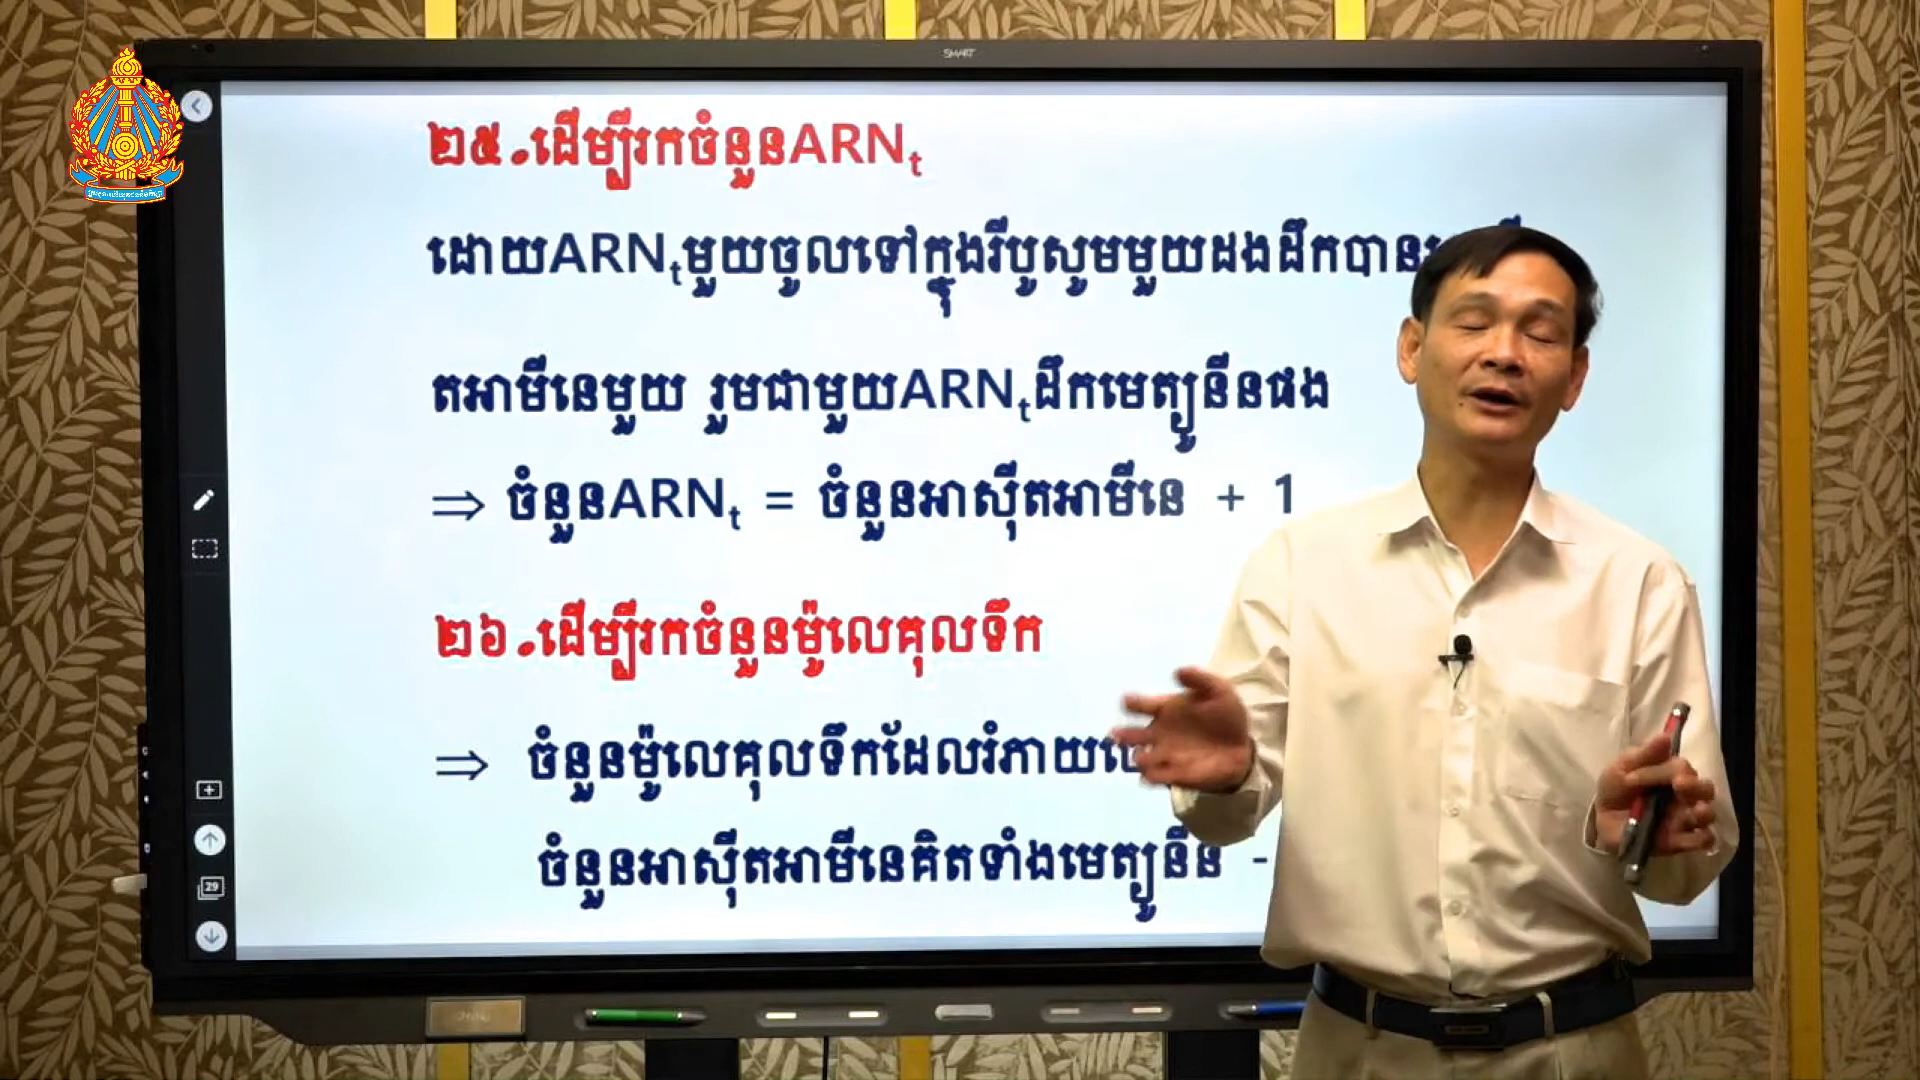 SMART
២៥.ដើម្បីរកចំនួនARNt
ដោយARNtមួយចូលទៅក្នុងរីបូសូមមួយដងដឹកបាន
តអាមីនេមួយ រួមជាមួយARNtដឹកមេត្យូនីនផង
⇒ ចំនួនARNt = ចំនួនអាស៊ីតអាមីនេ + 1
២៦.ដើម្បីរកចំនួនម៉ូលេគុលទឹក
⇒ ចំនួនម៉ូលេគុលទឹកដែលរំភាយ
ចំនួនអាស៊ីតអាមីនេគិតទាំងមេត្យូនីន -
29